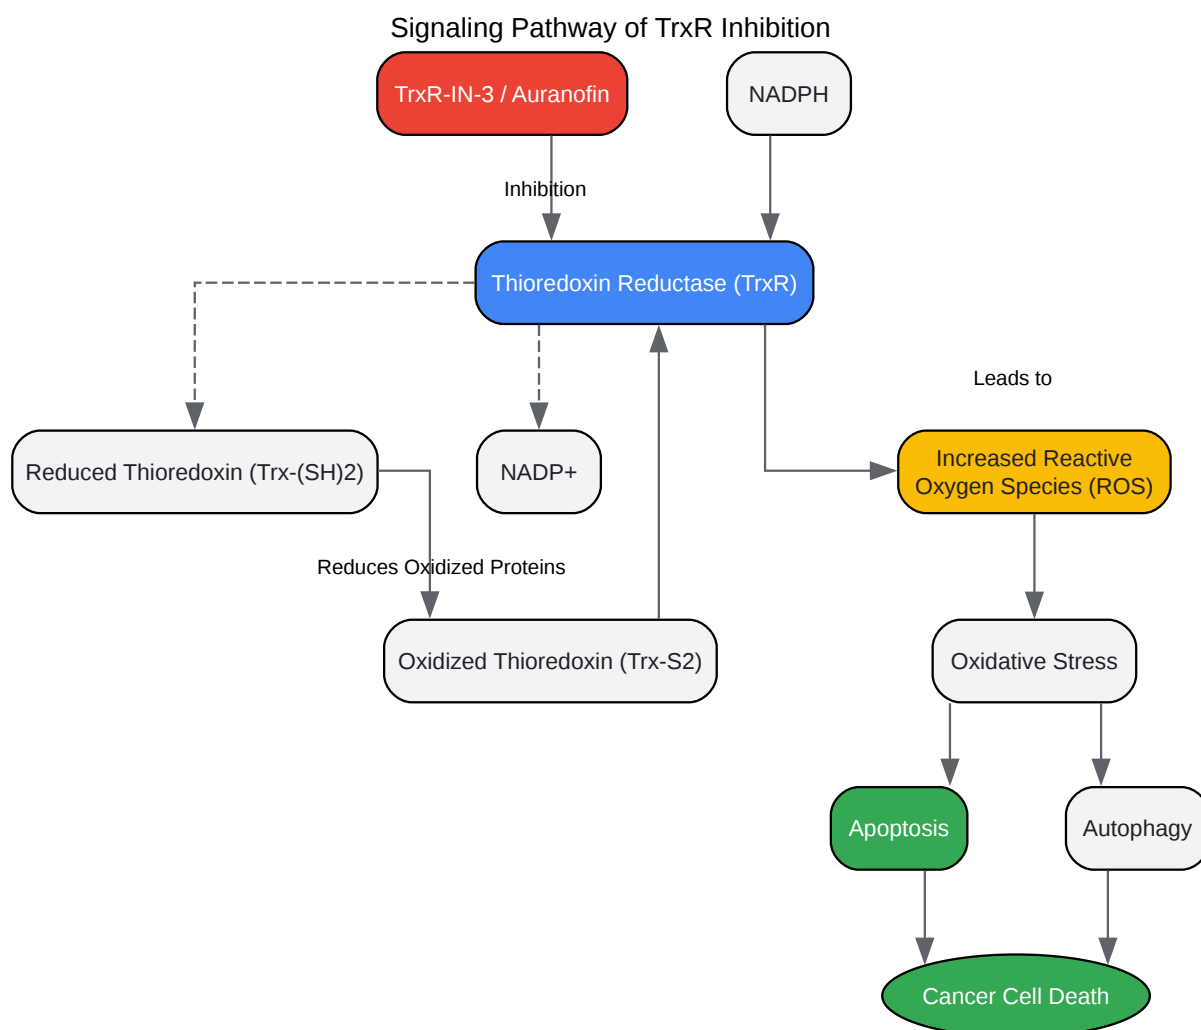 Signaling Pathway of TrxR Inhibition
TrxR-IN-3 / Auranofin
NADPH
Inhibition
Thioredoxin Reductase (TrxR)
Leads to
Reduced Thioredoxin (Trx-(SH)2)
NADP+
Increased Reactive
Oxygen Species (ROS)
Reduces Oxidized Proteins
Oxidized Thioredoxin (Trx-S2)
Oxidative Stress
Apoptosis
Autophagy
Cancer Cell Death